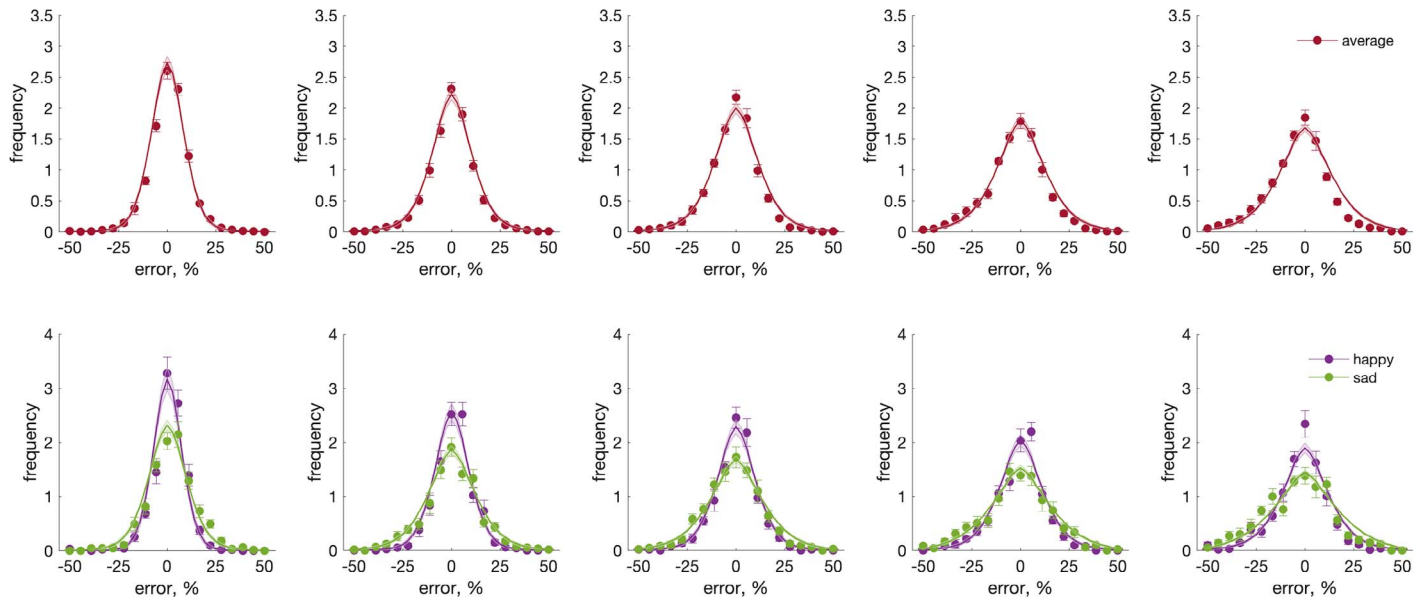 3.5 3.5 3.5 3.5 3.5
3 3 3 3 3 average
2.5 2.5 2.5 2.5 2.5
2 2 2 2 2
1.5 1.5 1.5 1.5 1.5
1 1 1 1 1
0.5 0.5 0.5 0.5 0.5
0 0 0 0 0
frequency frequency frequency frequency frequency
-50 -25 0 25 50 -50 -25 0 25 50 -50 -25 0 25 50 -50 -25 0 25 50 -50 -25 0 25 50
error, % error, % error, % error, % error, %
4 4 4 4 4
happy
sad
3 3 3 3 3
2 2 2 2 2
1 1 1 1 1
0 0 0 0 0
frequency frequency frequency frequency frequency
-50 -25 0 25 50 -50 -25 0 25 50 -50 -25 0 25 50 -50 -25 0 25 50 -50 -25 0 25 50
error, % error, % error, % error, % error, %